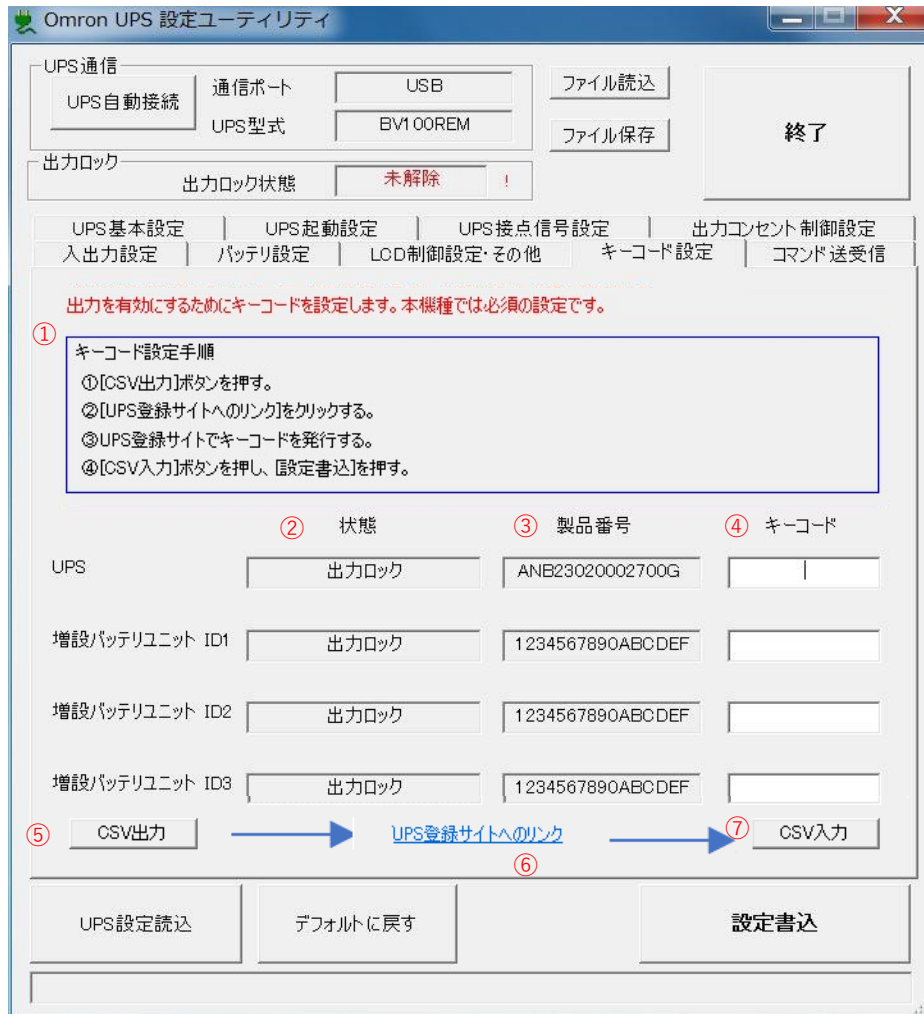 Omron UPS 設定ユーティリティ
UPS通信
UPS自動接続
通信ポート
USB
UPS型式
BV100REM
ファイル読込
ファイル保存
終了
出力ロック
出力ロック状態
未解除
!
UPS基本設定
UPS起動設定
UPS接点信号設定
出力コンセント制御設定
入出力設定
バッテリ設定
LCD制御設定・その他
キーコード設定
コマンド送受信
出力を有効にするためにキーコードを設定します。本機種では必須の設定です。
①
キーコード設定手順
①[CSV出力]ボタンを押す。
②[UPS登録サイトへのリンク]をクリックする。
③UPS登録サイトでキーコードを発行する。
④[CSV入力]ボタンを押し、[設定書込]を押す。
② 状態
③ 製品番号
④ キーコード
UPS
出力ロック
ANB23020002700G
増設バッテリユニット ID1
出力ロック
1234567890ABCDEF
増設バッテリユニット ID2
出力ロック
1234567890ABCDEF
増設バッテリユニット ID3
出力ロック
1234567890ABCDEF
⑤ CSV出力
UPS登録サイトへのリンク
⑥
⑦ CSV入力
UPS設定読込
デフォルトに戻す
設定書込